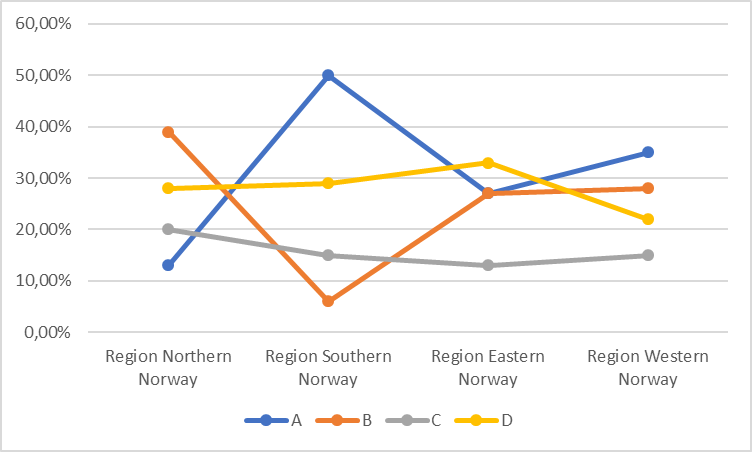 60,00%
50,00%
40,00%
30,00%
20,00%
10,00%
0,00%
Region Northern Norway
Region Southern Norway
Region Eastern Norway
Region Western Norway
A B C D